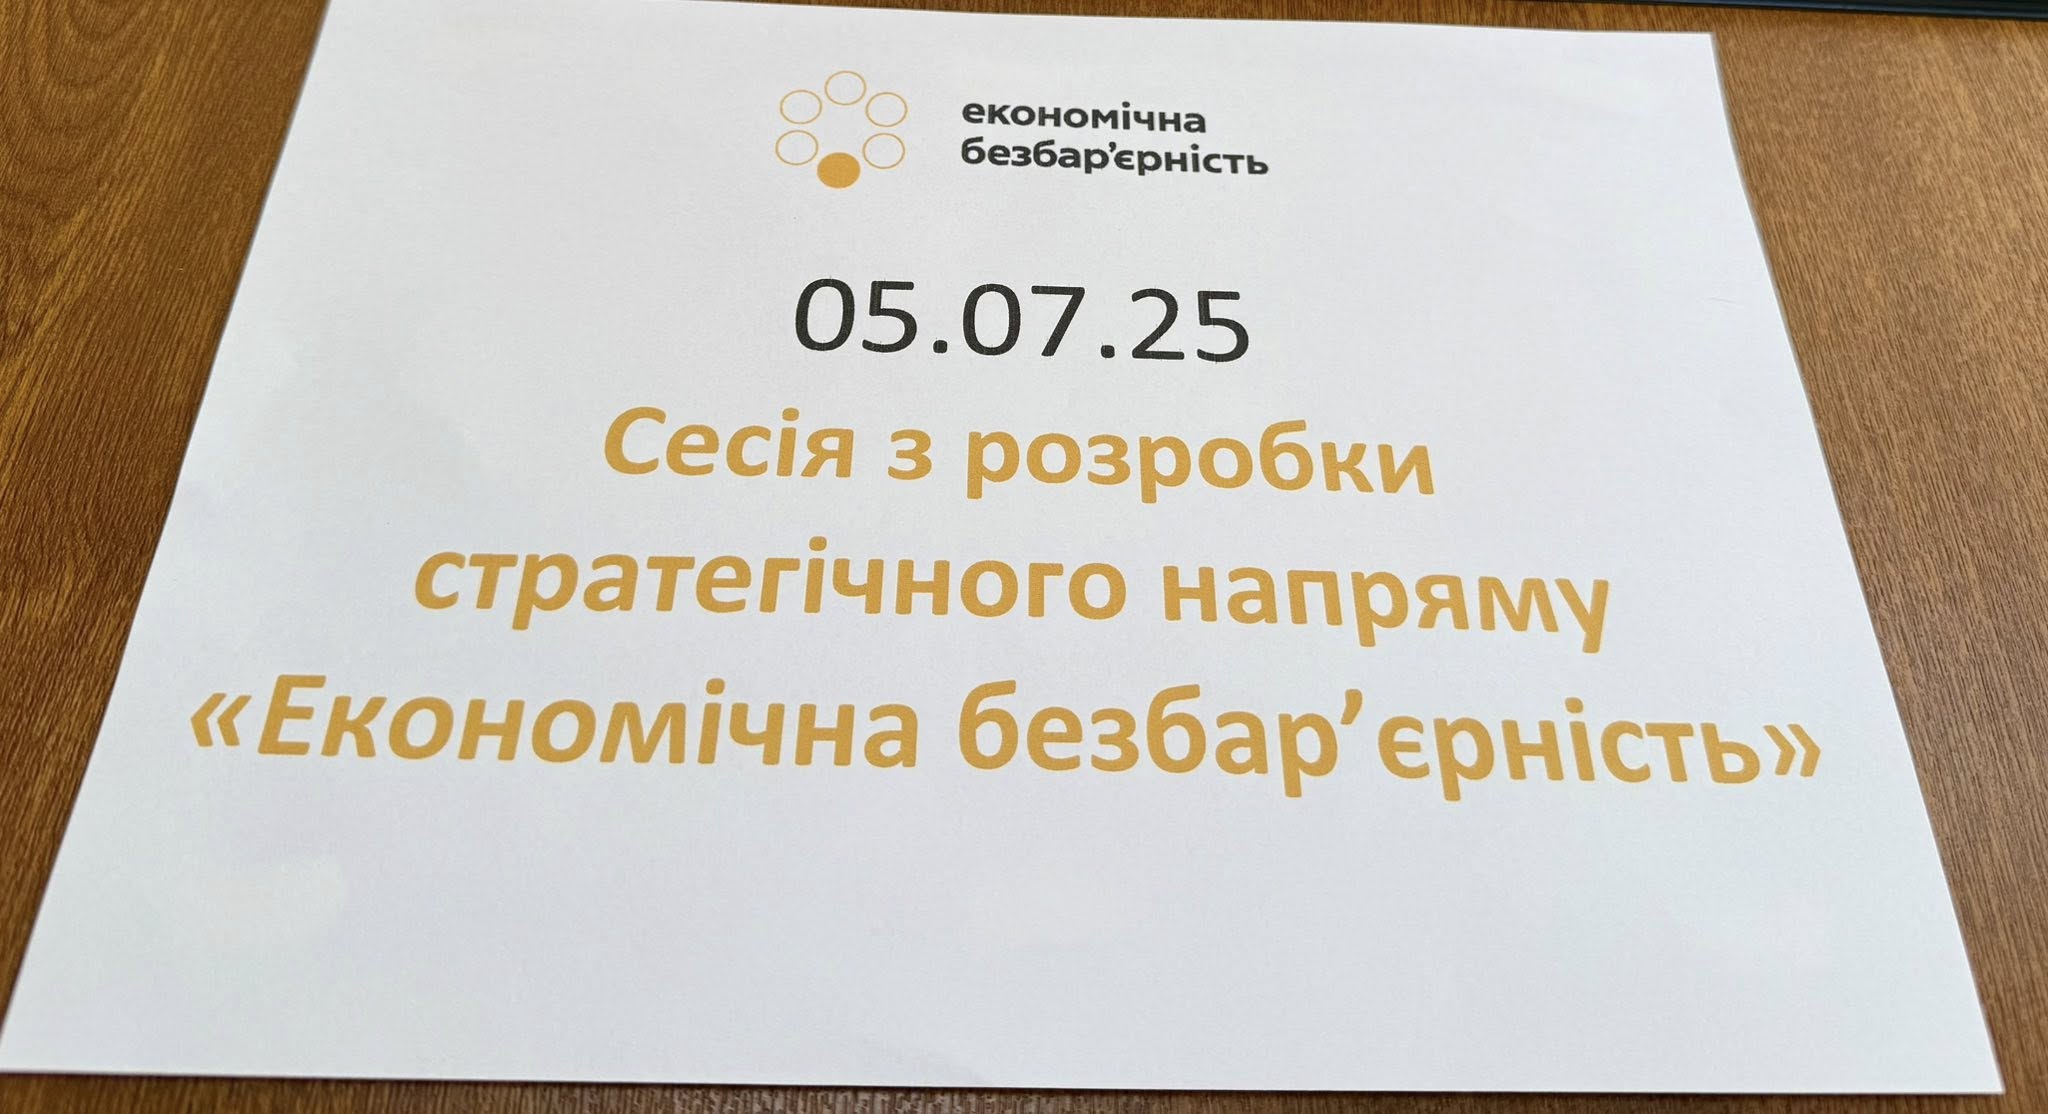 економічна
безбар'єрність
05.07.25
Сесія з розробки
стратегічного напряму
«Економічна безбар’єрність»